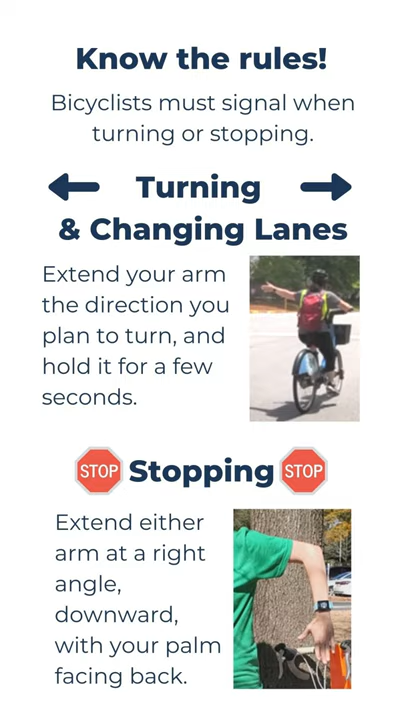 Know the rules!
Bicyclists must signal when
turning or stopping.
Turning
& Changing Lanes
Extend your arm
the direction you
plan to turn, and
hold it for a few
seconds.
STOP Stopping STOP
Extend either
arm at a right
angle,
downward,
with your palm
facing back.